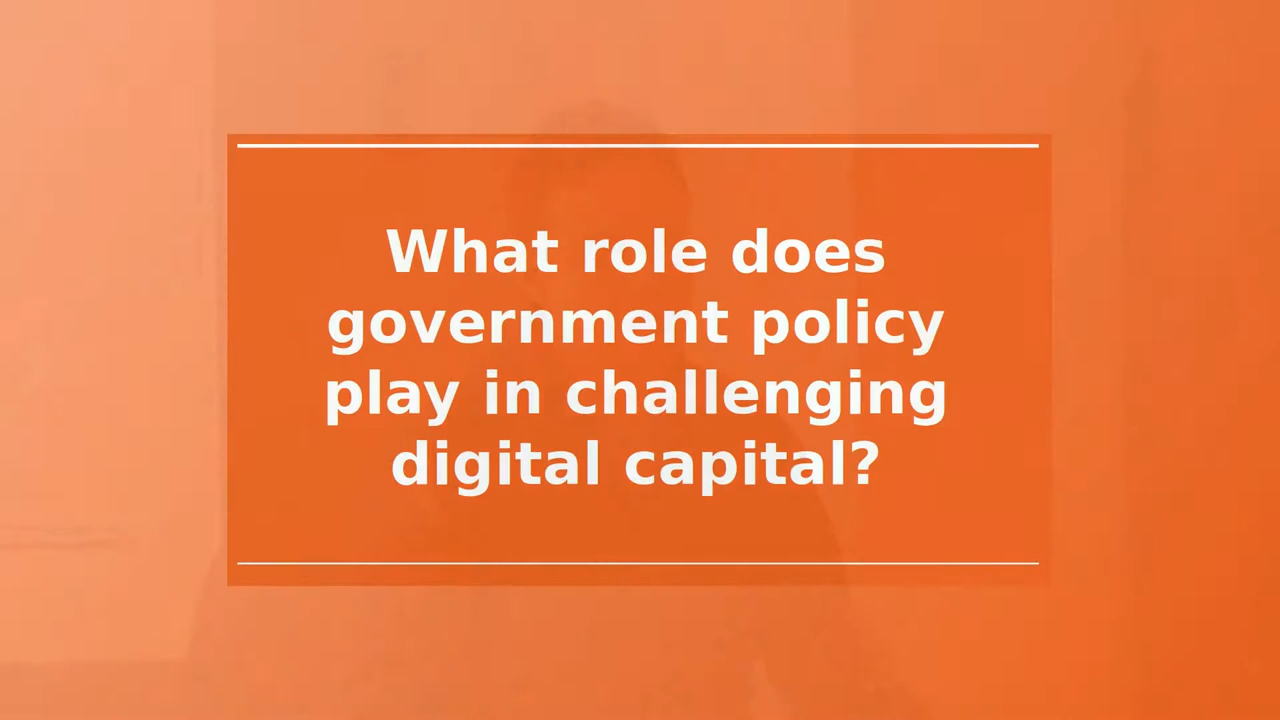 What role does
government policy
play in challenging
digital capital?